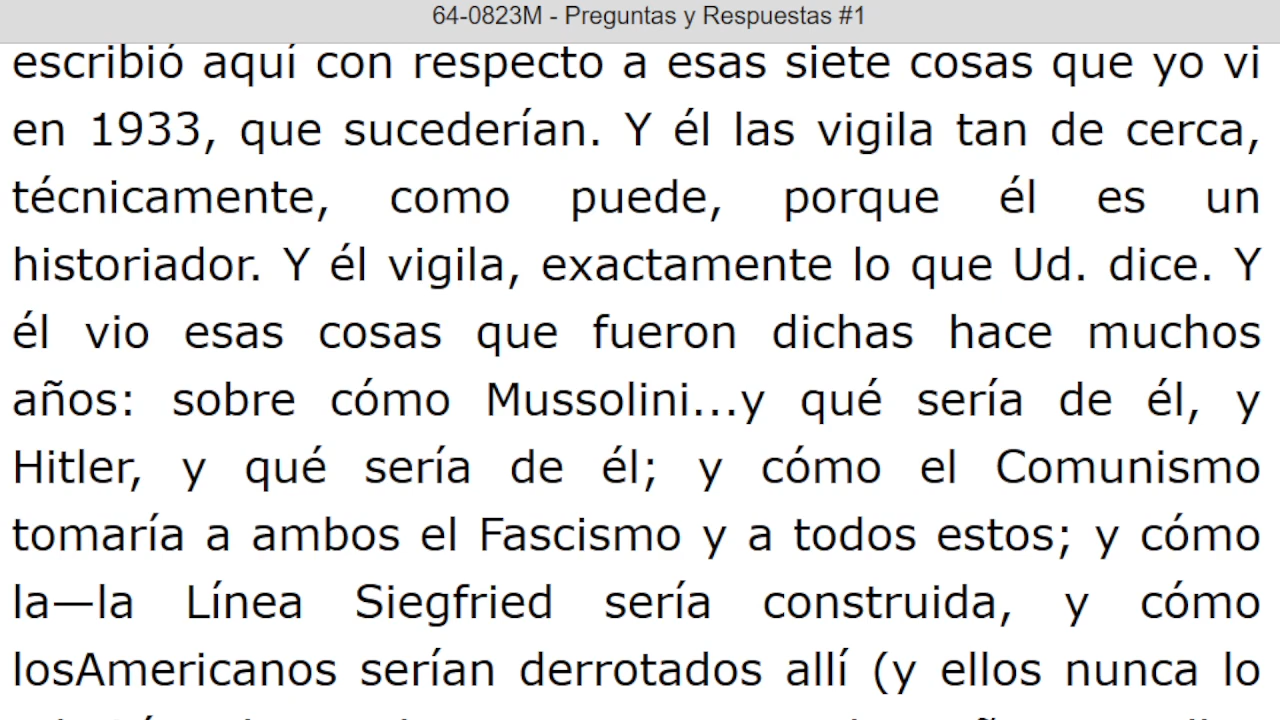 64-0823M - Preguntas y Respuestas #1
escribió aquí con respecto a esas siete cosas que yo vi
en 1933, que sucederían. Y él las vigila tan de cerca,
técnicamente, como puede, porque él es un
historiador. Y él vigila, exactamente lo que Ud. dice. Y
él vio esas cosas que fueron dichas hace muchos
años: sobre cómo Mussolini...y qué sería de él, y
Hitler, y qué sería de él; y cómo el Comunismo
tomaría a ambos el Fascismo y a todos estos; y cómo
la—la Línea Siegfried sería construida, y cómo
losAmericanos serían derrotados allí (y ellos nunca lo